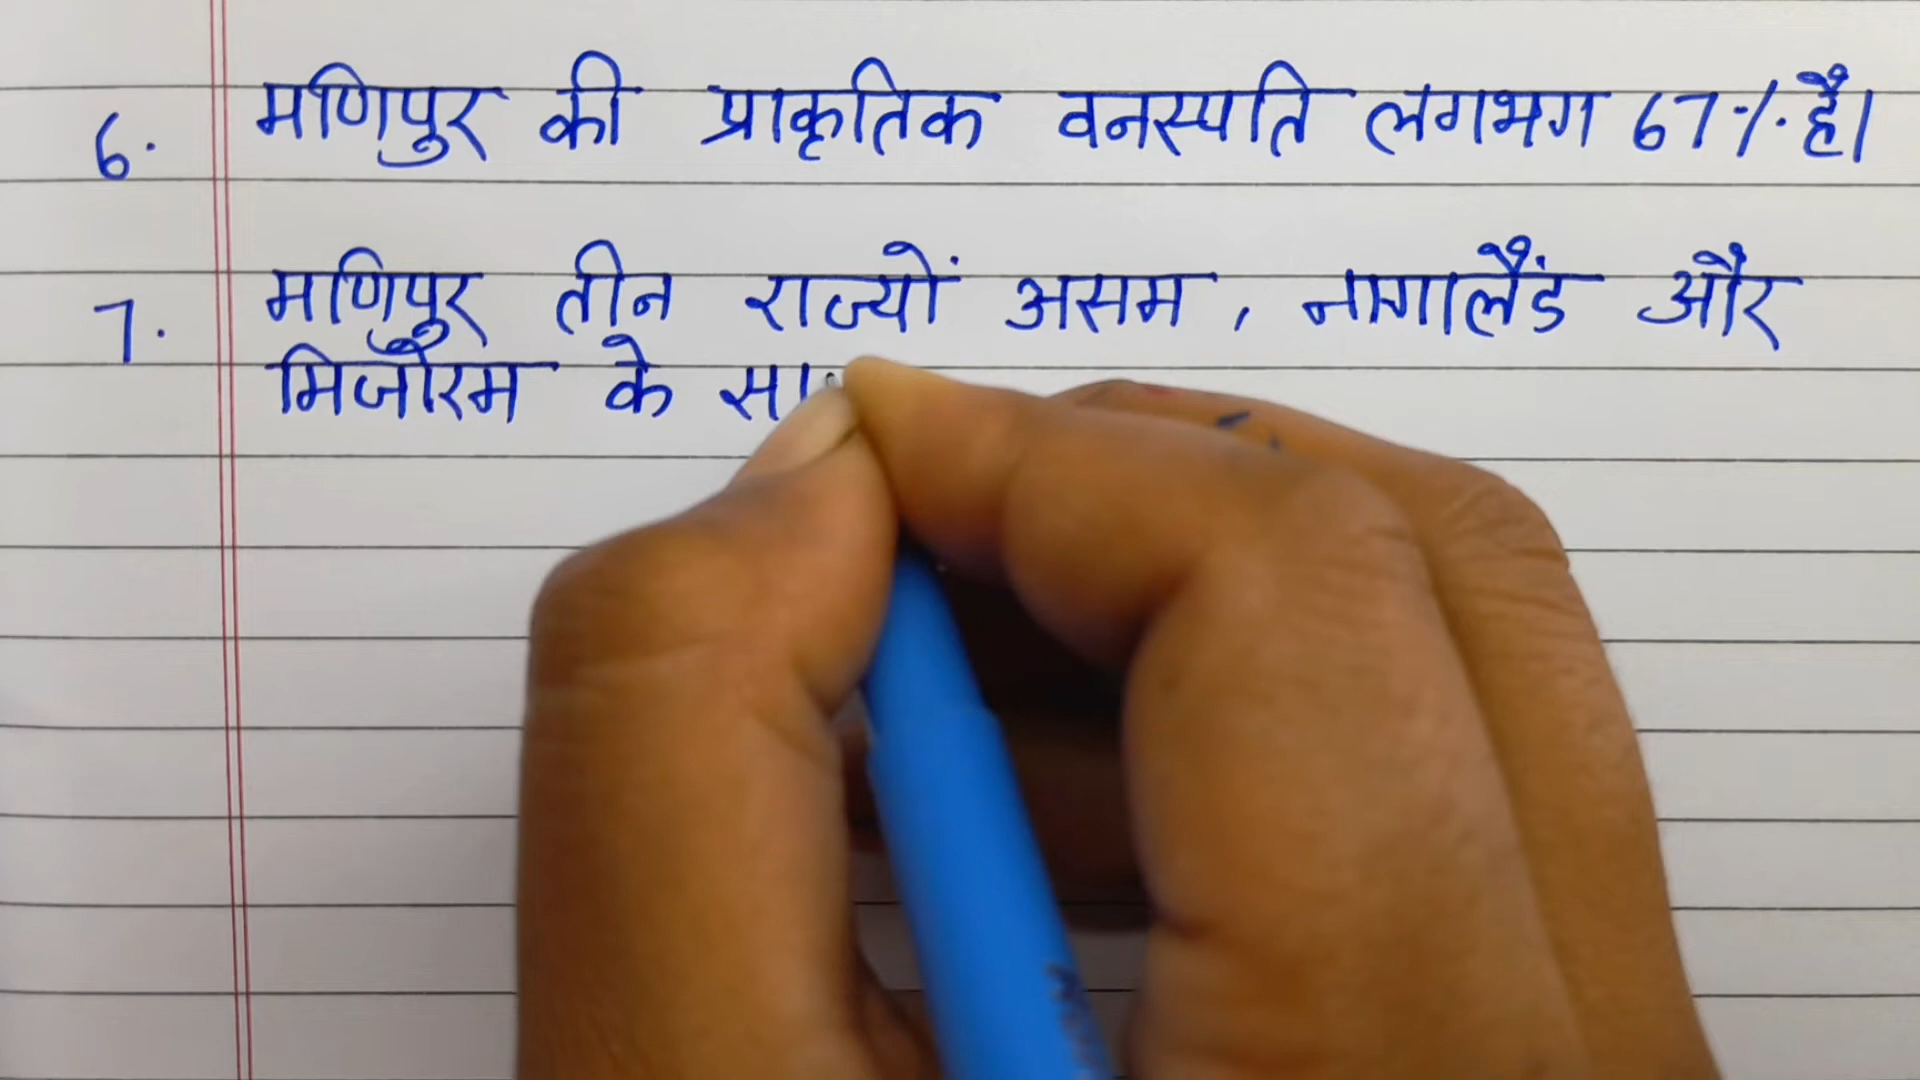 6. मणिपुर की प्राकृतिक वनस्पति लगभग 67% है।
7. मणिपुर तीन राज्यों असम, नागालैंड और
मिजोरम के